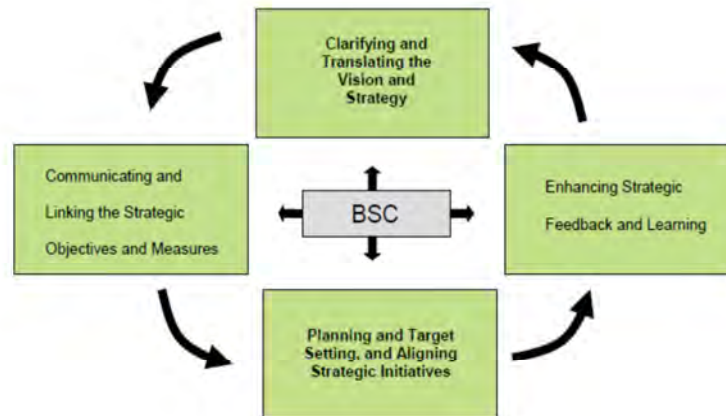 Clarifying and
Translating the
Vision and
Strategy
Communicating and
Linking the Strategic
Objectives and Measures
BSC
Enhancing Strategic
Feedback and Learning
Planning and Target
Setting, and Aligning
Strategic Initiatives